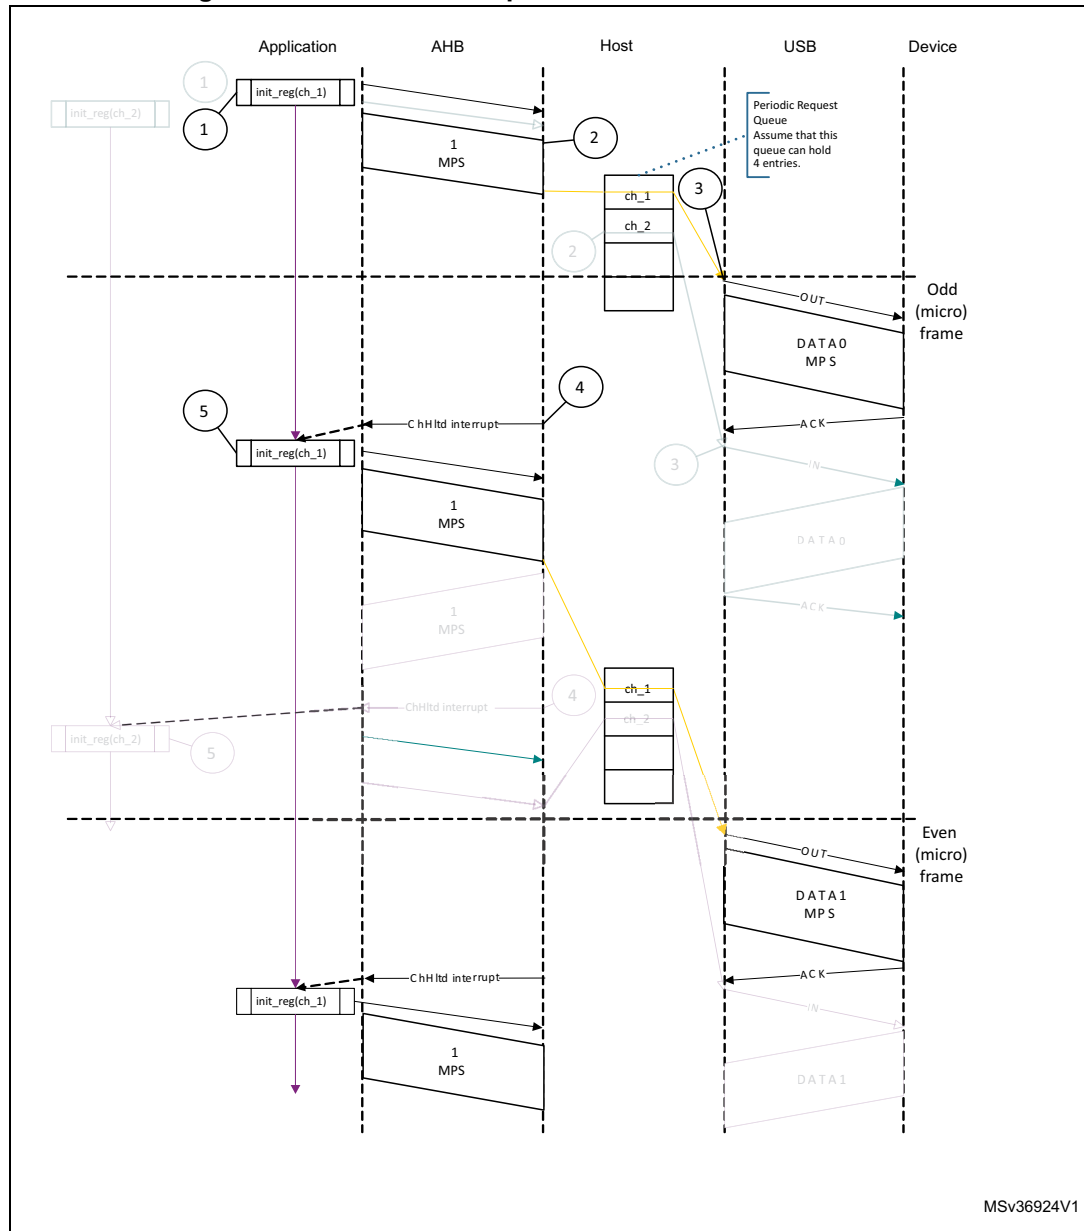 Application AHB Host USB Device
1
init_reg(ch_1)
init_reg(ch_2)
1
2
1
MPS
Periodic Request
Queue
Assume that this
queue can hold
4 entries.
3
ch_1
ch_2
2
Odd
(micro)
frame
OUT
DATA0
MPS
4
5
ChHltd interrupt
ACK
init_reg(ch_1)
3
IN
1
MPS
DATA0
1
MPS
ACK
ch_1
4
ChHltd interrupt
ch_2
init_reg(ch_2)
5
Even
(micro)
frame
OUT
DATA1
MPS
ChHltd interrupt
ACK
init_reg(ch_1)
IN
1
MPS
DATA1
MSv36924V1